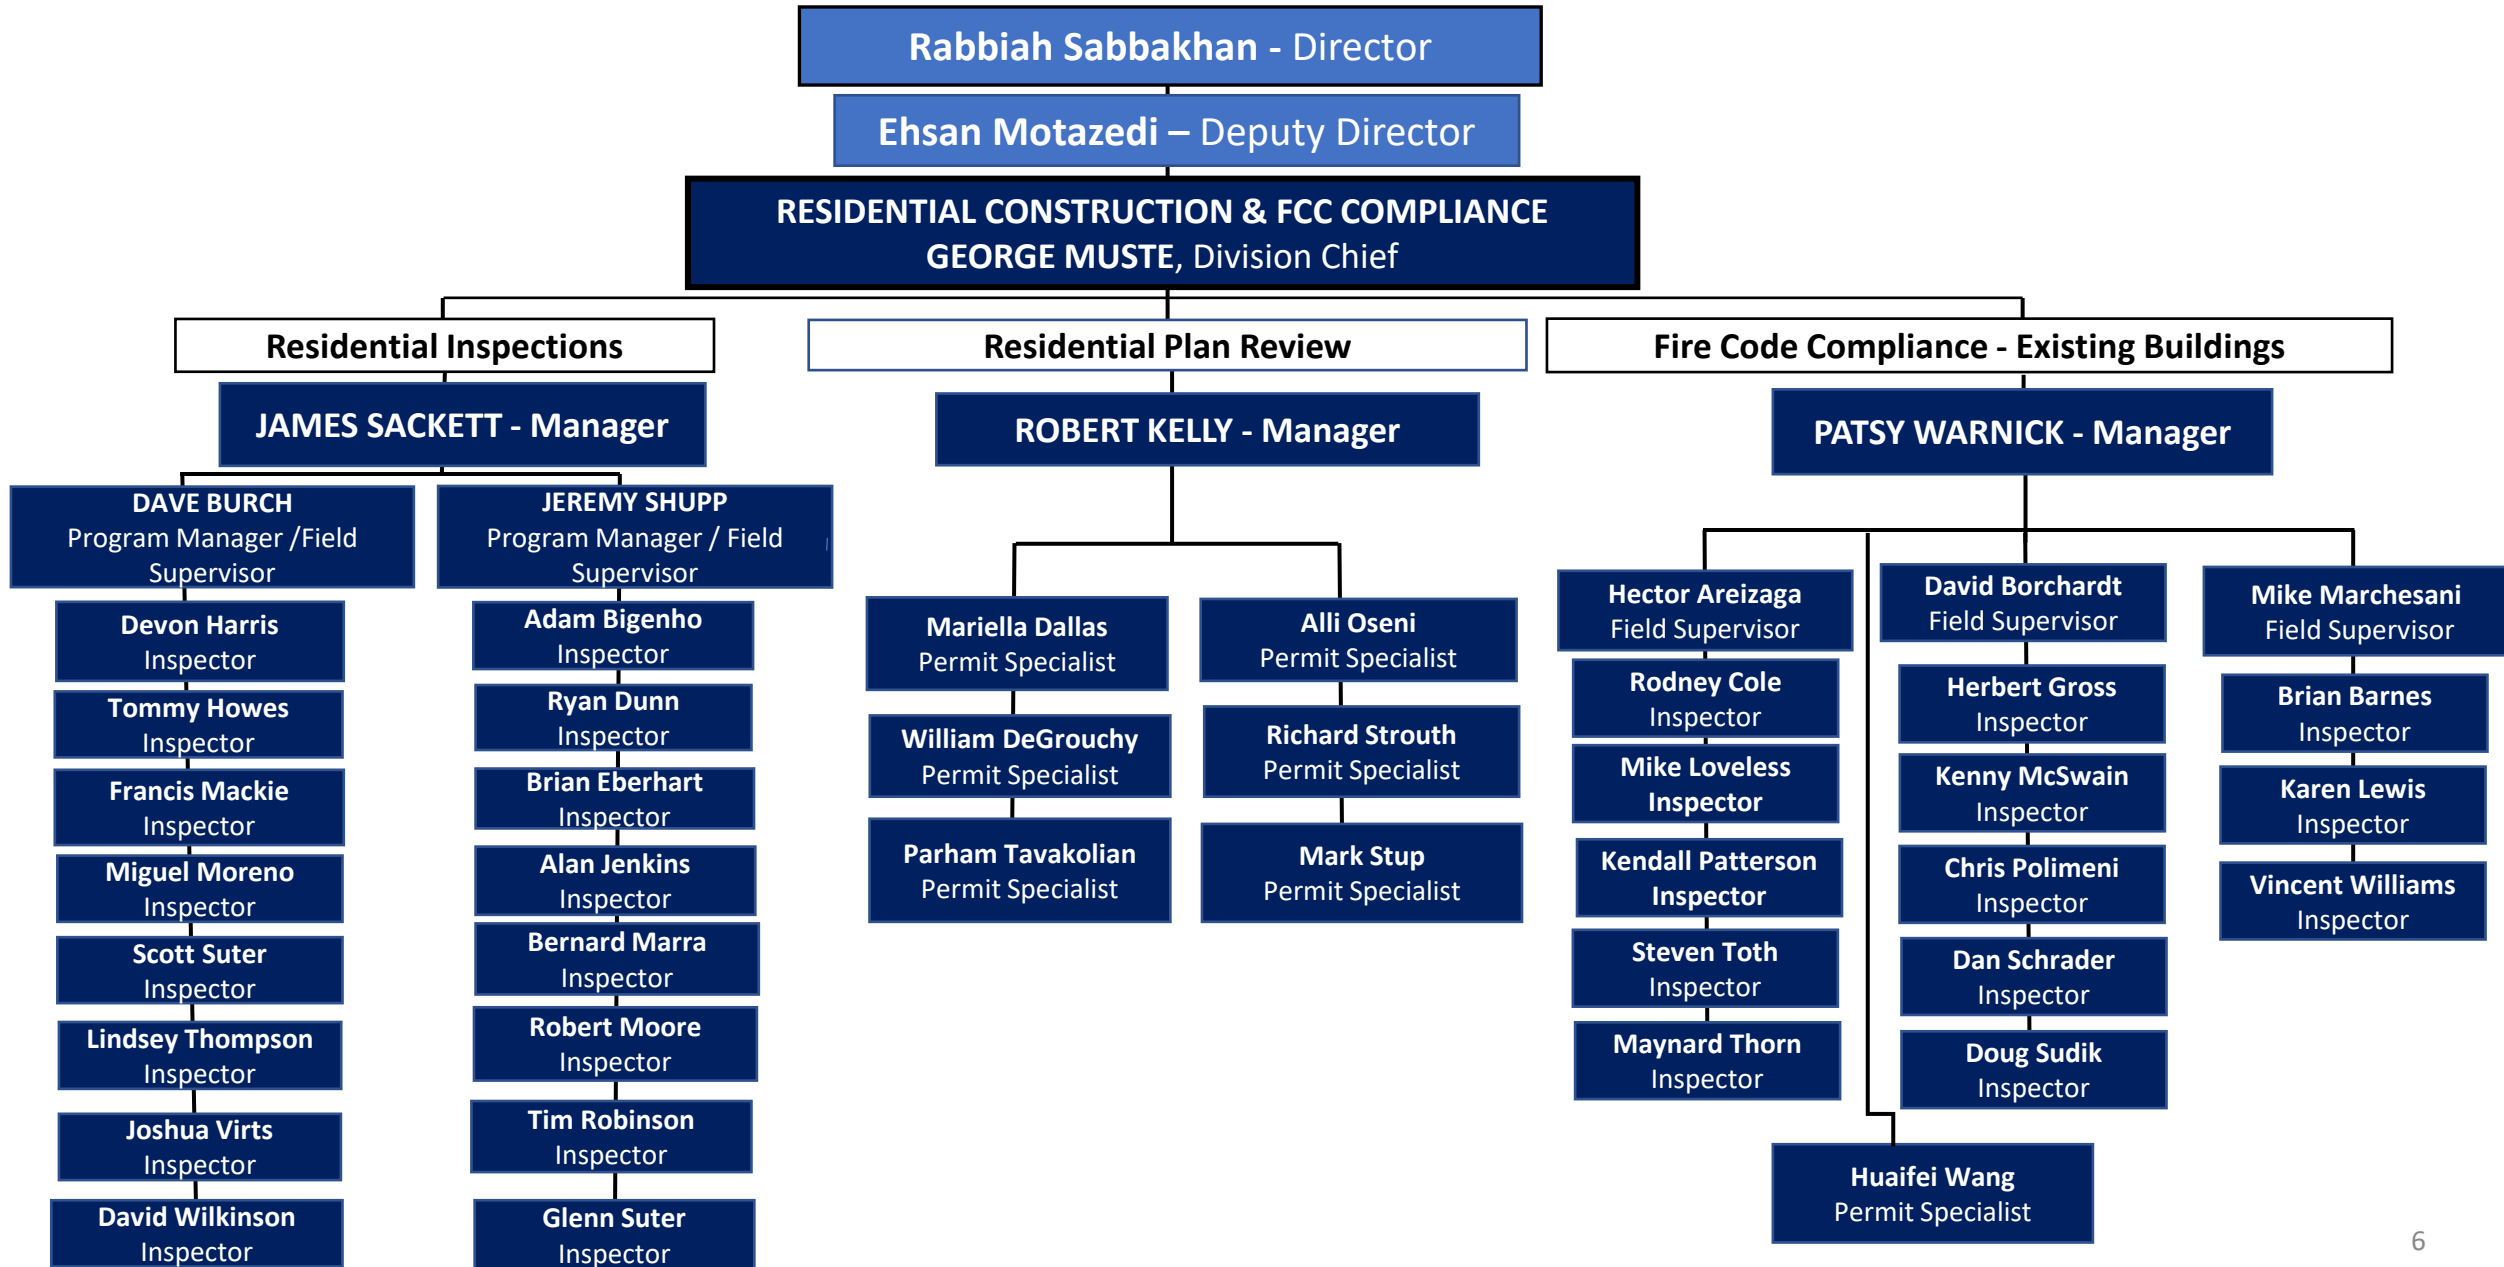 Rabbiah Sabbakhan - Director
Ehsan Motazedi – Deputy Director
RESIDENTIAL CONSTRUCTION & FCC COMPLIANCE
GEORGE MUSTE, Division Chief
Residential Inspections
JAMES SACKETT - Manager
DAVE BURCH
Program Manager /Field
Supervisor
Devon Harris
Inspector
Tommy Howes
Inspector
Francis Mackie
Inspector
Miguel Moreno
Inspector
Scott Suter
Inspector
Lindsey Thompson
Inspector
Joshua Virts
Inspector
David Wilkinson
Inspector
JEREMY SHUPP
Program Manager / Field
Supervisor
Adam Bigenho
Inspector
Ryan Dunn
Inspector
Brian Eberhart
Inspector
Alan Jenkins
Inspector
Bernard Marra
Inspector
Robert Moore
Inspector
Tim Robinson
Inspector
Glenn Suter
Inspector
Residential Plan Review
ROBERT KELLY - Manager
Mariella Dallas
Permit Specialist
William DeGrouchy
Permit Specialist
Parham Tavakolian
Permit Specialist
Alli Oseni
Permit Specialist
Richard Strouth
Permit Specialist
Mark Stup
Permit Specialist
Fire Code Compliance - Existing Buildings
PATSY WARNICK - Manager
Hector Areizaga
Field Supervisor
Rodney Cole
Inspector
Mike Loveless
Inspector
Kendall Patterson
Inspector
Steven Toth
Inspector
Maynard Thorn
Inspector
David Borchardt
Field Supervisor
Herbert Gross
Inspector
Kenny McSwain
Inspector
Chris Polimeni
Inspector
Dan Schrader
Inspector
Doug Sudik
Inspector
Mike Marchesani
Field Supervisor
Brian Barnes
Inspector
Karen Lewis
Inspector
Vincent Williams
Inspector
Huaifei Wang
Permit Specialist
6